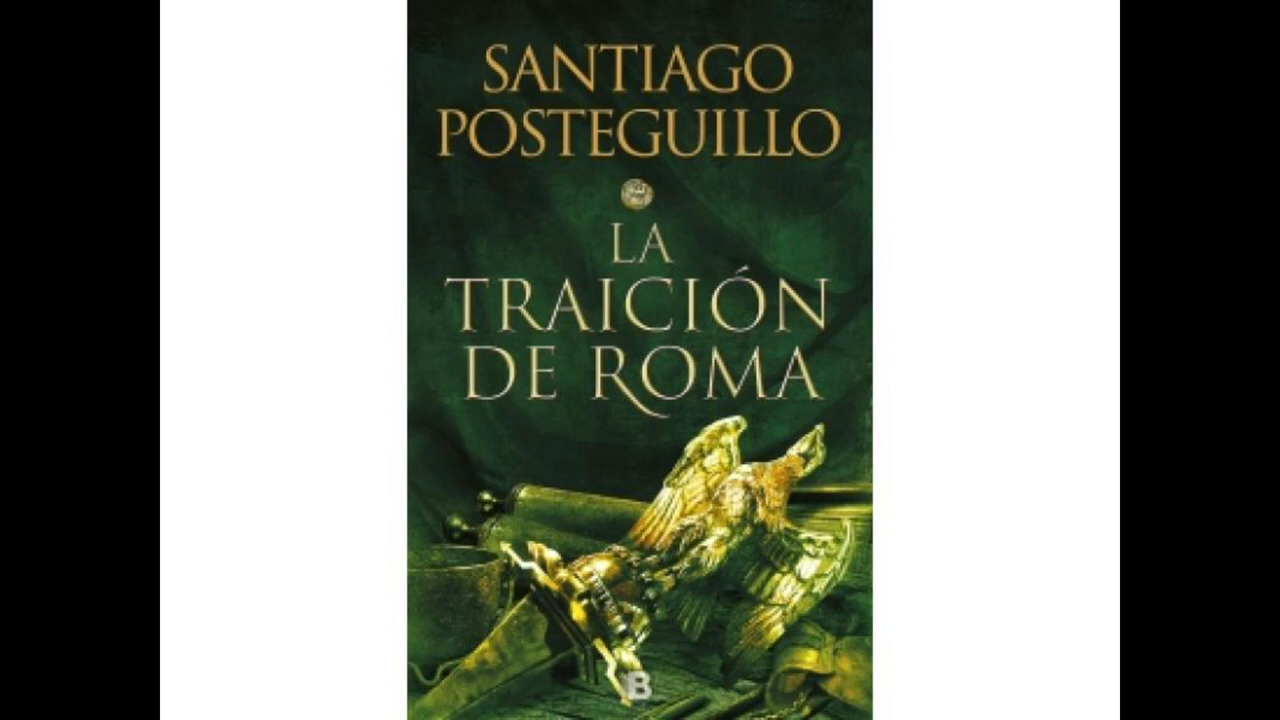 SANTIAGO
POSTEGUILLO
LA
TRAICIÓN
DE ROMA
B